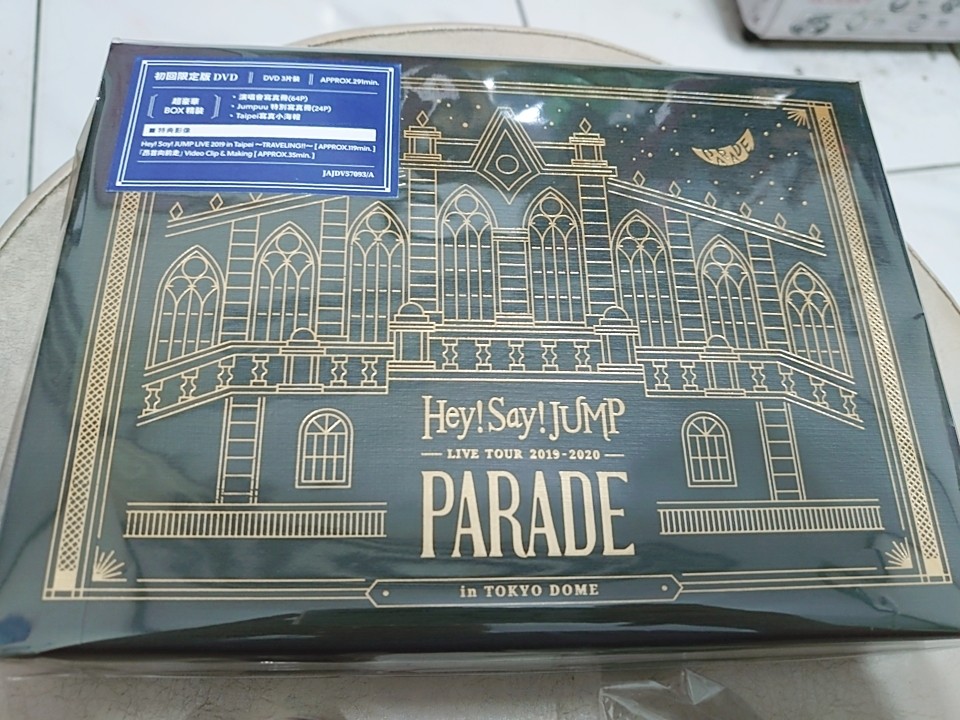 初回限定版 DVD
DVD 3片裝
APPROX.291min.
超豪華
BOX 精裝
・演唱會寫真冊(64P)
・Jumpuu 特別寫真冊(24P)
・Taipei寫真小海報
■ 特典影像
Hey! Say! JUMP LIVE 2019 in Taipei ～TRAVELING!!～ [ APPROX.119min. ]
「昂首向前走」Video Clip & Making [ APPROX.35min. ]
JAJDV57093/A
PARADE
Hey! Say! JUMP
LIVE TOUR 2019-2020
PARADE
in TOKYO DOME